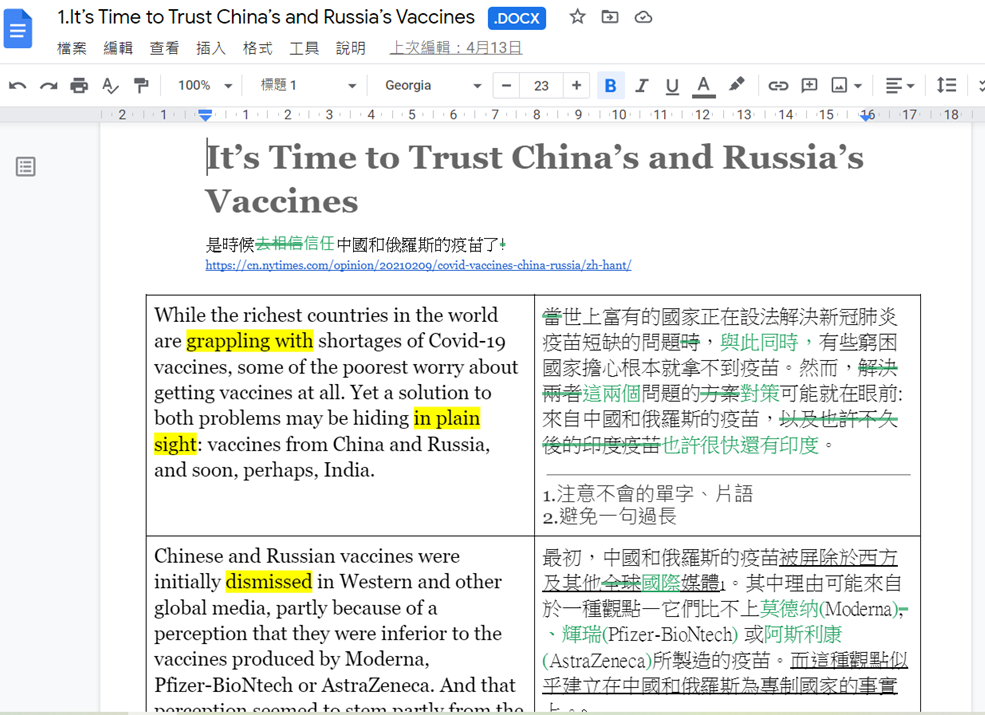 1.It's Time to Trust China's and Russia's Vaccines .DOCX
檔案 編輯 查看 插入 格式 工具 說明 上次編輯：4月13日
100% 標題 1 Georgia − 23 + B I U A
2 1 1 2 3 4 5 6 7 8 9 10 11 12 13 14 15 16 17 18
It's Time to Trust China's and Russia's
Vaccines
是時候去相信信任中國和俄羅斯的疫苗了!
https://cn.nytimes.com/opinion/20210209/covid-vaccines-china-russia/zh-hant/
While the richest countries in the world
are grappling with shortages of Covid-19
vaccines, some of the poorest worry about
getting vaccines at all. Yet a solution to
both problems may be hiding in plain
sight: vaccines from China and Russia,
and soon, perhaps, India.
當世上富有的國家正在設法解決新冠肺炎
疫苗短缺的問題時，與此同時，有些窮困
國家擔心根本就拿不到疫苗。然而，解決
兩者這兩個問題的方案對策可能就在眼前:
來自中國和俄羅斯的疫苗，以及也許不久
後的印度疫苗也許很快還有印度。
1.注意不會的單字、片語
2.避免一句過長
Chinese and Russian vaccines were
initially dismissed in Western and other
global media, partly because of a
perception that they were inferior to the
vaccines produced by Moderna,
Pfizer-BioNtech or AstraZeneca. And that
perception seemed to stem partly from the
最初，中國和俄羅斯的疫苗被屏除於西方
及其他全球國際媒體1。其中理由可能來自
於一種觀點—它們比不上莫德纳(Moderna),
、輝瑞(Pfizer-BioNtech) 或阿斯利康
(AstraZeneca)所製造的疫苗。而這種觀點似
乎建立在中國和俄羅斯為專制國家的事實
上。